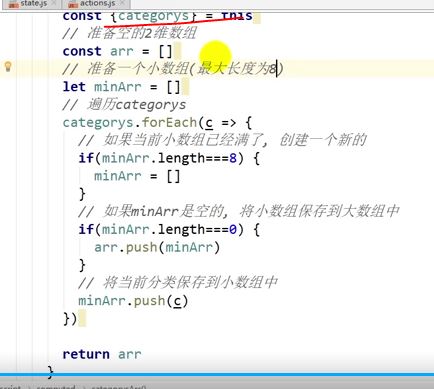 state.js × actions.js ×
const {categorys} = this
// 准备空的2维数组
const arr = []
// 准备一个小数组(最大长度为8)
let minArr = []
// 遍历categorys
categorys.forEach(c => {
// 如果当前小数组已经满了, 创建一个新的
if(minArr.length===8) {
minArr = []
}
// 如果minArr是空的, 将小数组保存到大数组中
if(minArr.length===0) {
arr.push(minArr)
}
// 将当前分类保存到小数组中
minArr.push(c)
})
return arr
}